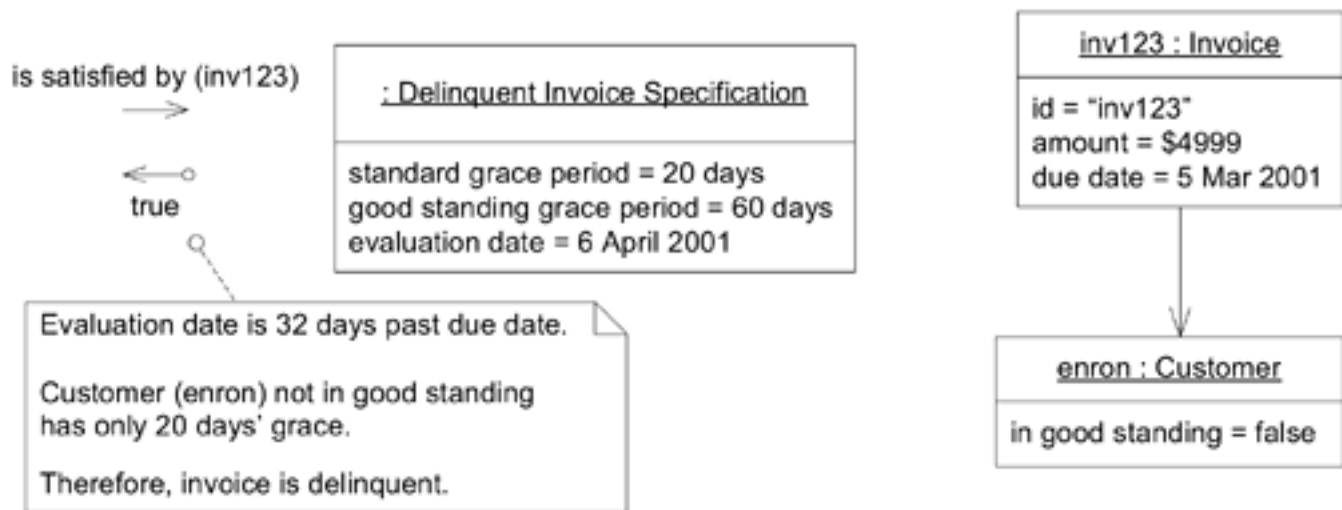 is satisfied by (inv123)
true
: Delinquent Invoice Specification
standard grace period = 20 days
good standing grace period = 60 days
evaluation date = 6 April 2001
Evaluation date is 32 days past due date.
Customer (enron) not in good standing
has only 20 days’ grace.
Therefore, invoice is delinquent.
inv123 : Invoice
id = “inv123”
amount = $4999
due date = 5 Mar 2001
enron : Customer
in good standing = false